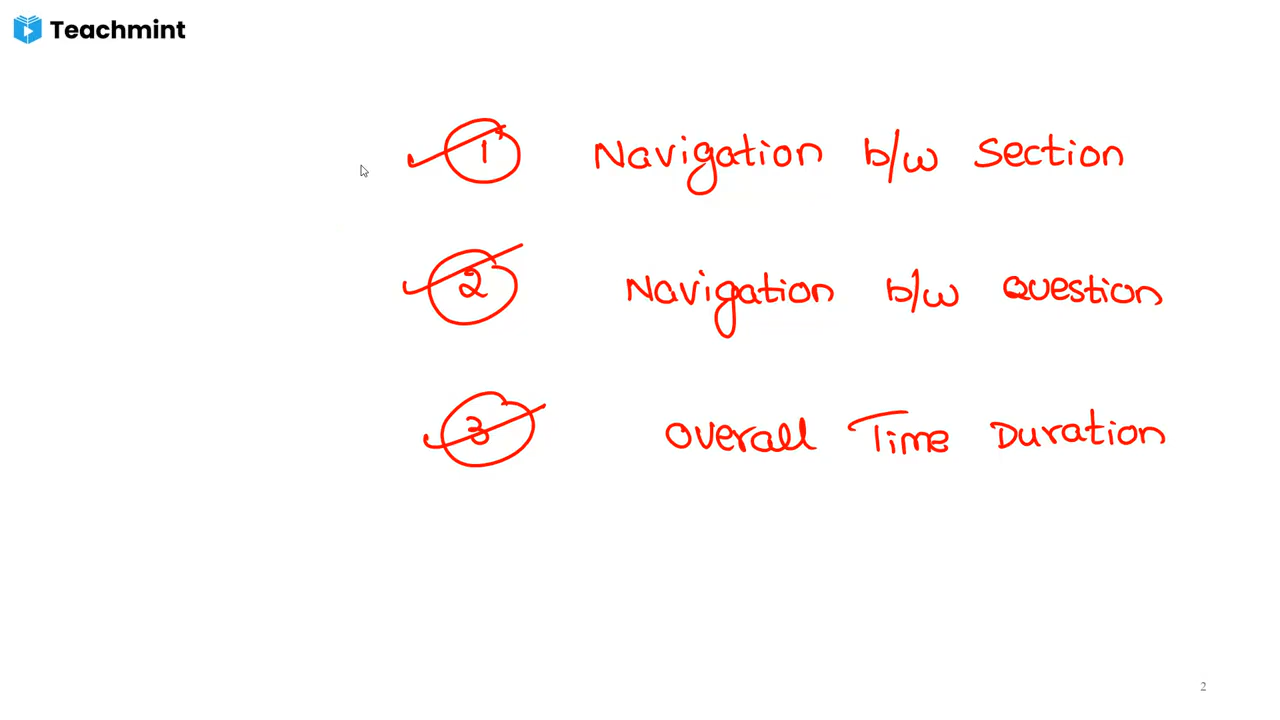 Teachmint
1 Navigation b/w Section
2 Navigation b/w Question
3 Overall Time Duration
2